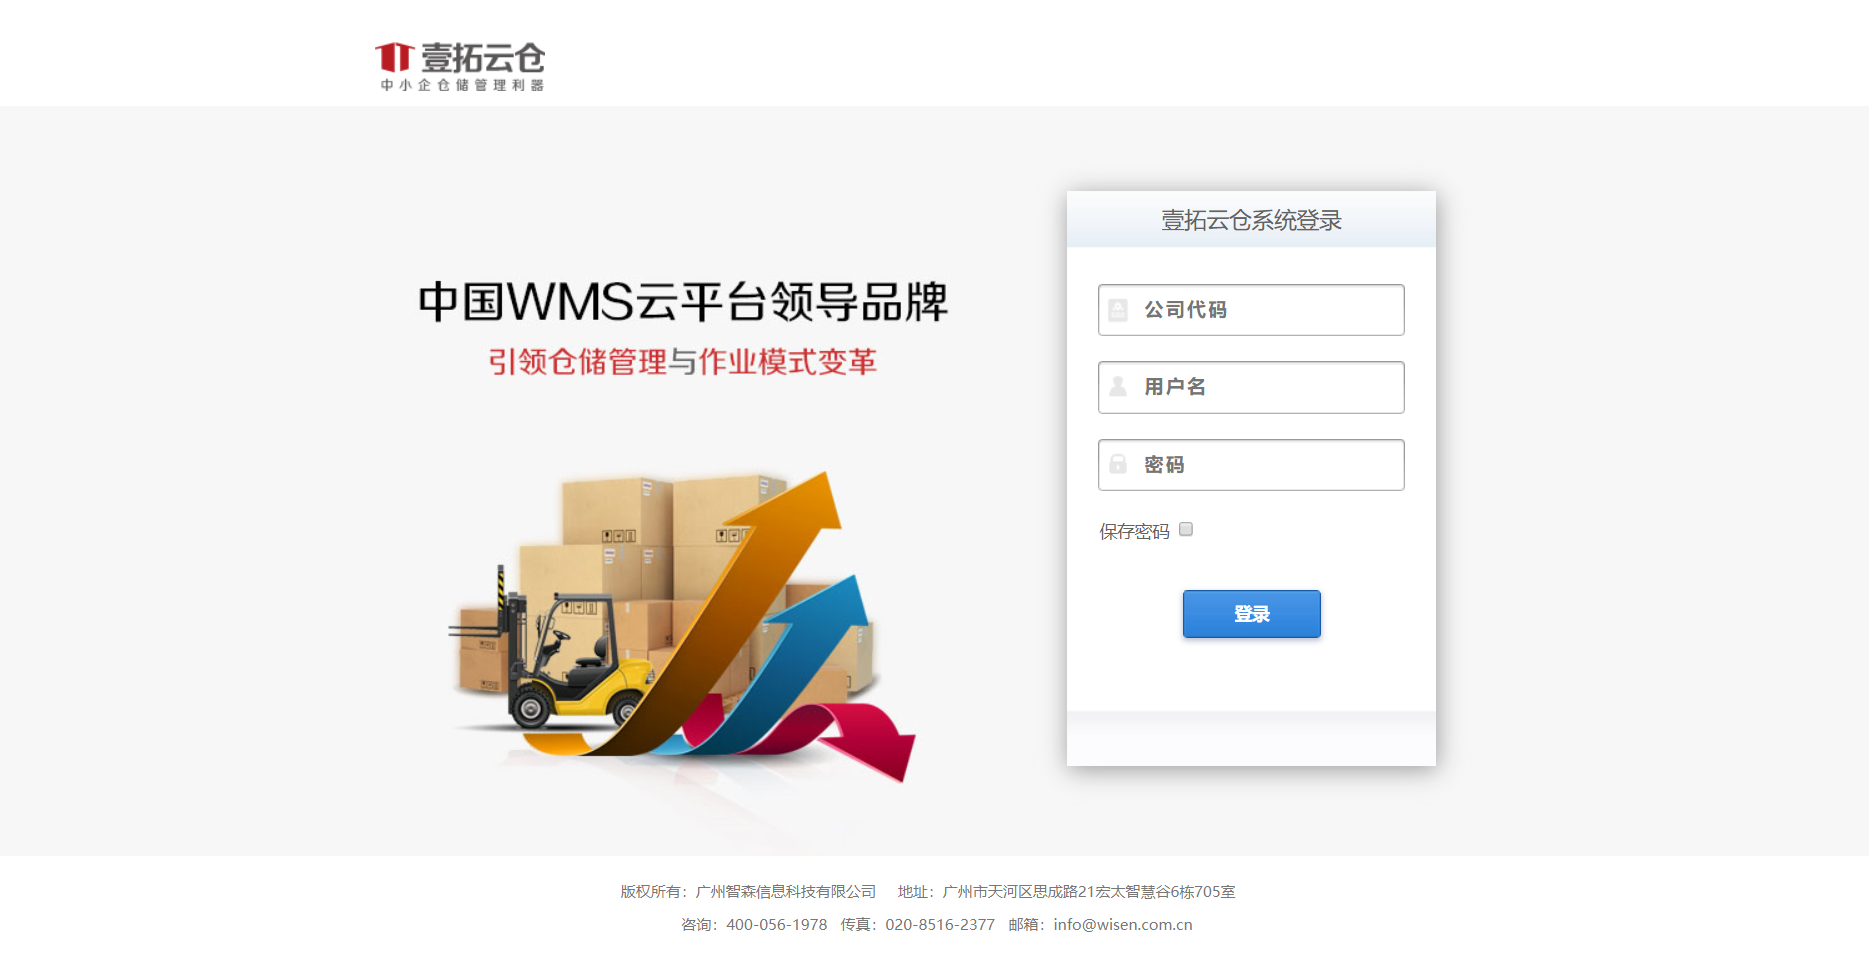 壹拓云仓
中小企仓储管理利器
壹拓云仓系统登录
中国WMS云平台领导品牌
引领仓储管理与作业模式变革
公司代码
用户名
密码
保存密码
登录
版权所有：广州智森信息科技有限公司 地址：广州市天河区思成路21宏太智慧谷6栋705室
咨询：400-056-1978 传真：020-8516-2377 邮箱：info@wisen.com.cn